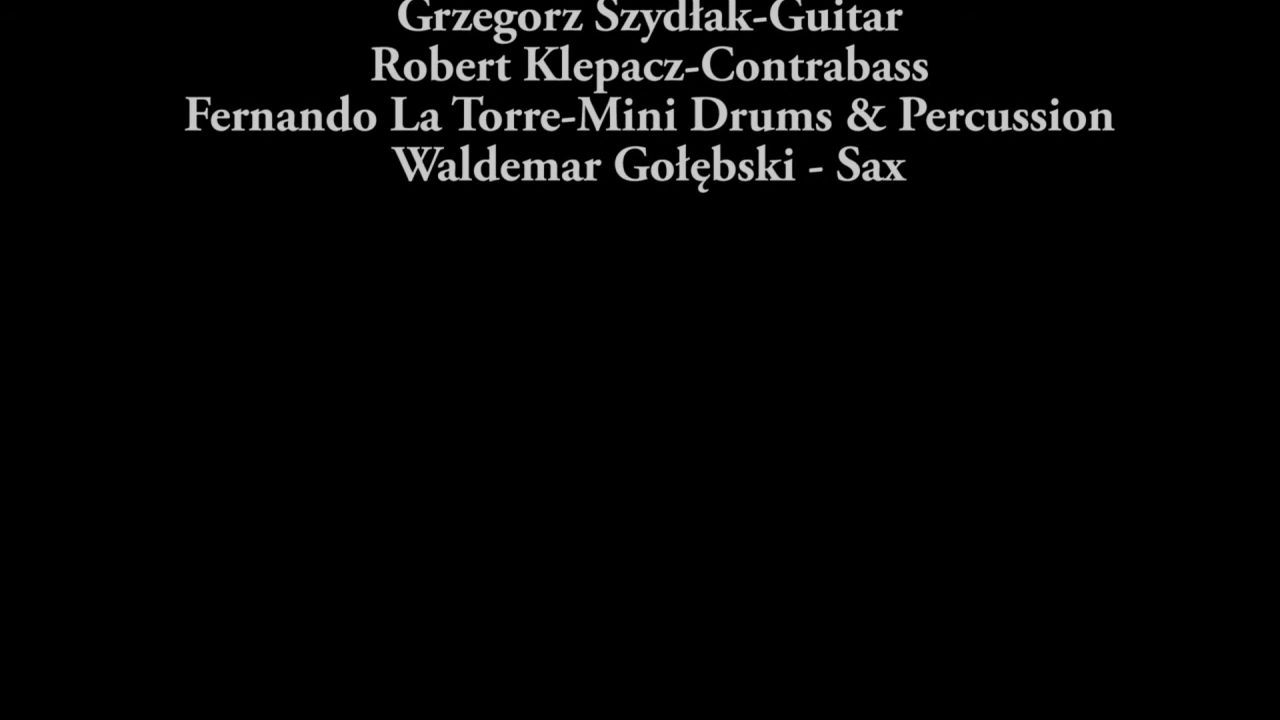 Grzegorz Szydłak-Guitar
Robert Klepacz-Contrabass
Fernando La Torre-Mini Drums & Percussion
Waldemar Gołębski - Sax